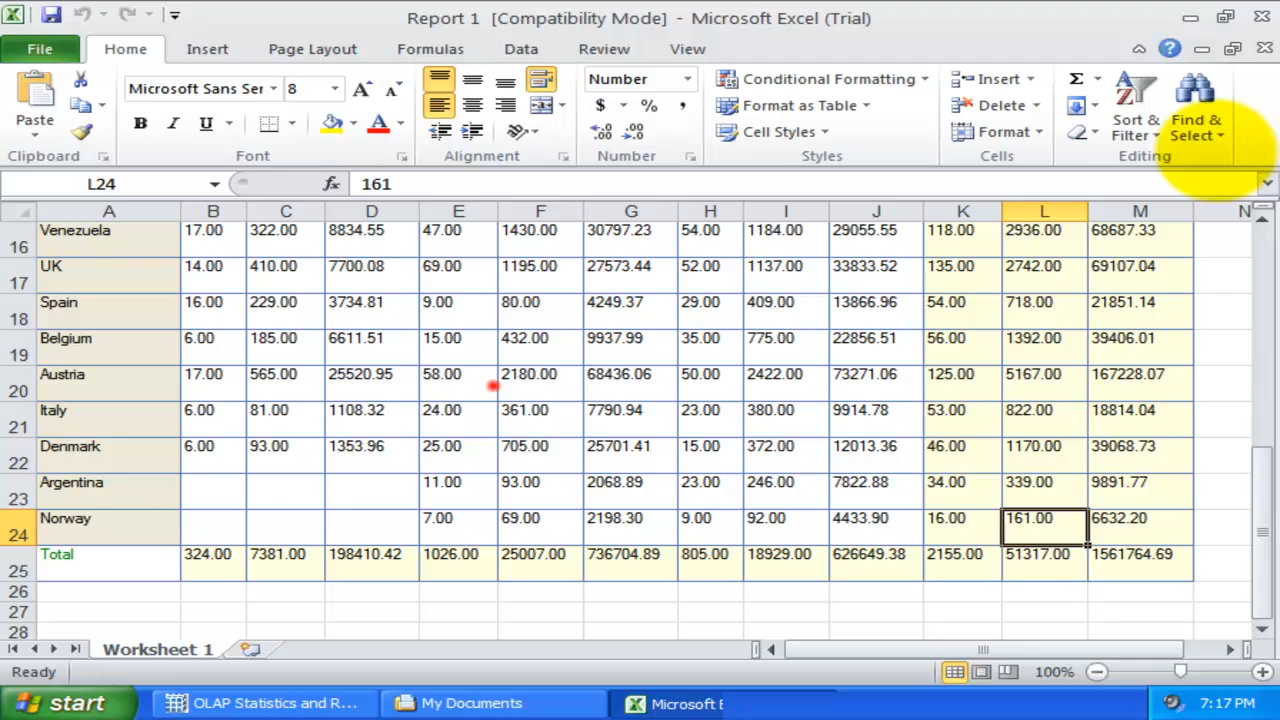 Report 1 [Compatibility Mode] - Microsoft Excel (Trial)
File Home Insert Page Layout Formulas Data Review View
Paste
Microsoft Sans Ser 8
B I U A
Number
$ % ,
Conditional Formatting
Format as Table
Cell Styles
Insert
Delete
Format
Σ
Sort & Filter
Find & Select
Clipboard Font Alignment Number Styles Cells Editing
L24 fx 161
A B C D E F G H I J K L M N
16 Venezuela 17.00 322.00 8834.55 47.00 1430.00 30797.23 54.00 1184.00 29055.55 118.00 2936.00 68687.33
17 UK 14.00 410.00 7700.08 69.00 1195.00 27573.44 52.00 1137.00 33833.52 135.00 2742.00 69107.04
18 Spain 16.00 229.00 3734.81 9.00 80.00 4249.37 29.00 409.00 13866.96 54.00 718.00 21851.14
19 Belgium 6.00 185.00 6611.51 15.00 432.00 9937.99 35.00 775.00 22856.51 56.00 1392.00 39406.01
20 Austria 17.00 565.00 25520.95 58.00 2180.00 68436.06 50.00 2422.00 73271.06 125.00 5167.00 167228.07
21 Italy 6.00 81.00 1108.32 24.00 361.00 7790.94 23.00 380.00 9914.78 53.00 822.00 18814.04
22 Denmark 6.00 93.00 1353.96 25.00 705.00 25701.41 15.00 372.00 12013.36 46.00 1170.00 39068.73
23 Argentina 11.00 93.00 2068.89 23.00 246.00 7822.88 34.00 339.00 9891.77
24 Norway 7.00 69.00 2198.30 9.00 92.00 4433.90 16.00 161.00 6632.20
25 Total 324.00 7381.00 198410.42 1026.00 25007.00 736704.89 805.00 18929.00 626649.38 2155.00 51317.00 1561764.69
26
27
28
Worksheet 1
Ready 100%
start OLAP Statistics and R... My Documents Microsoft E 7:17 PM